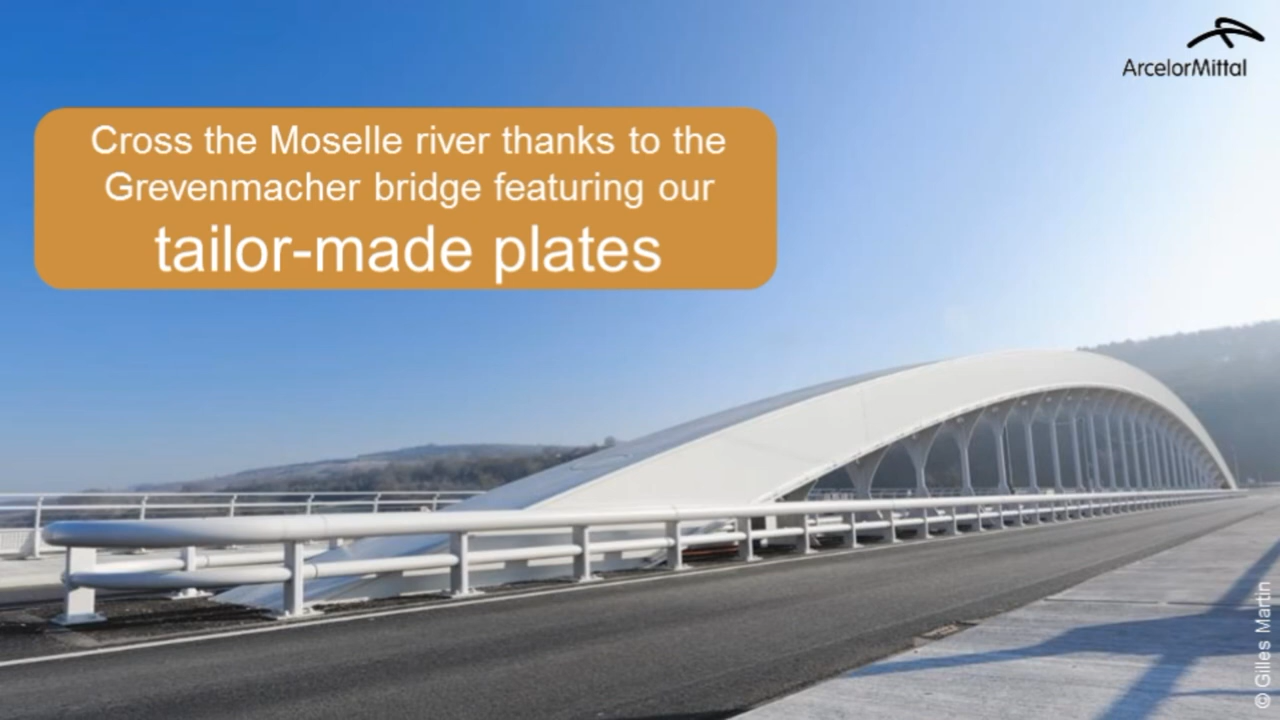 ArcelorMittal
Cross the Moselle river thanks to the
Grevenmacher bridge featuring our
tailor-made plates
© Gilles Martin